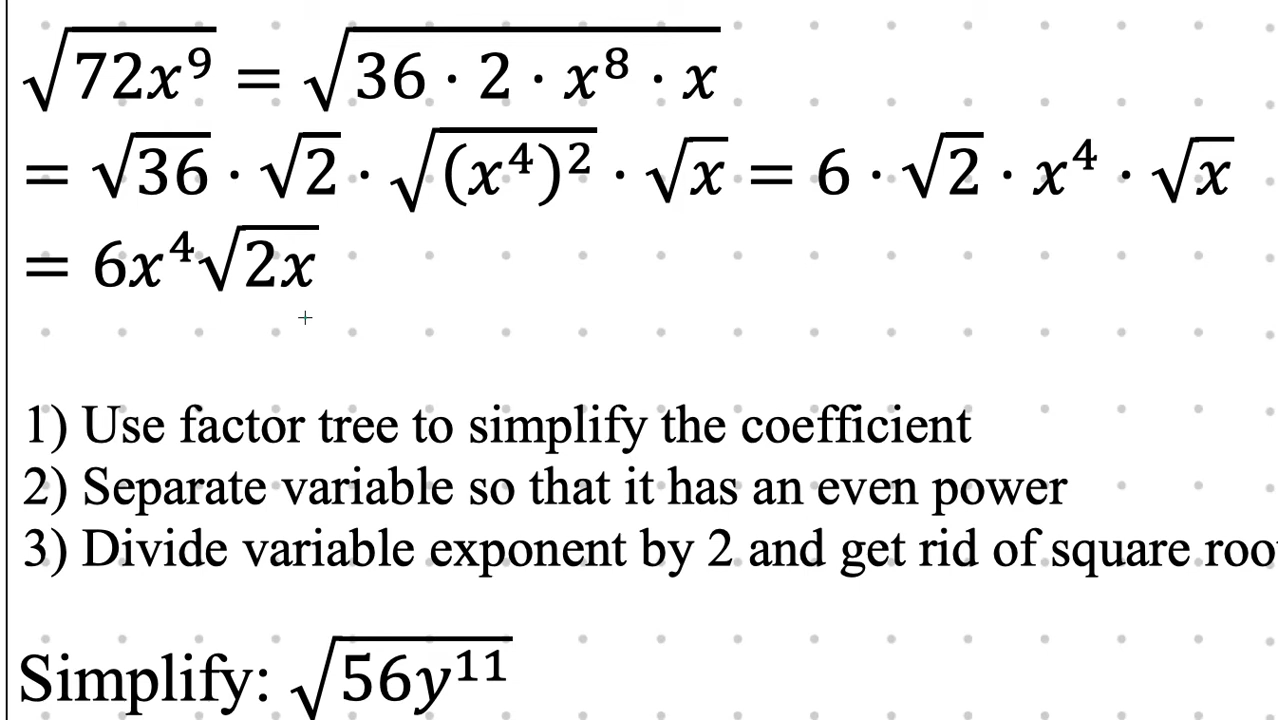 √72x⁹ = √36 · 2 · x⁸ · x
= √36 · √2 · √(x⁴)² · √x = 6 · √2 · x⁴ · √x
= 6x⁴√2x
1) Use factor tree to simplify the coefficient
2) Separate variable so that it has an even power
3) Divide variable exponent by 2 and get rid of square roo
Simplify: √56y¹¹